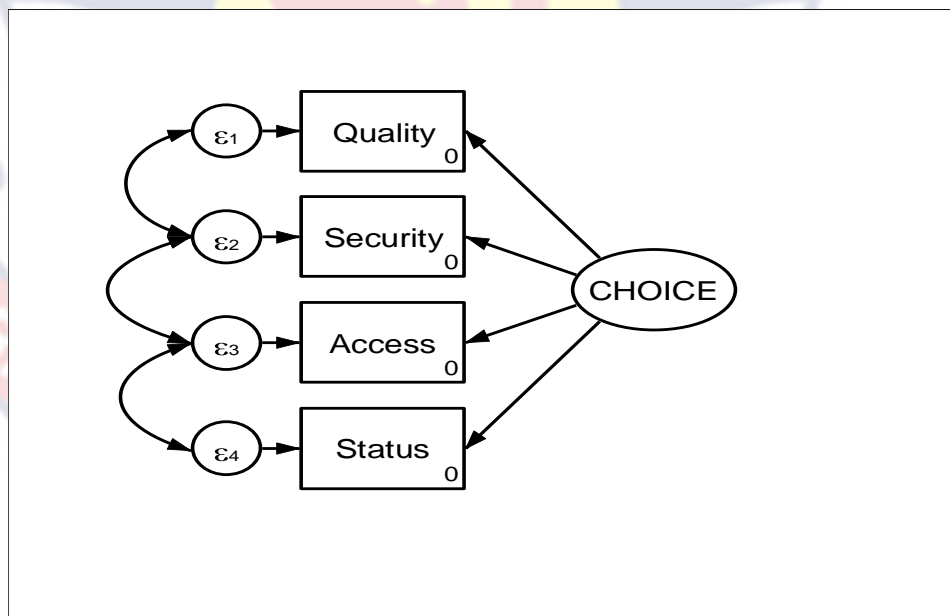 ε1
Quality
0
ε2
Security
0
CHOICE
ε3
Access
0
ε4
Status
0